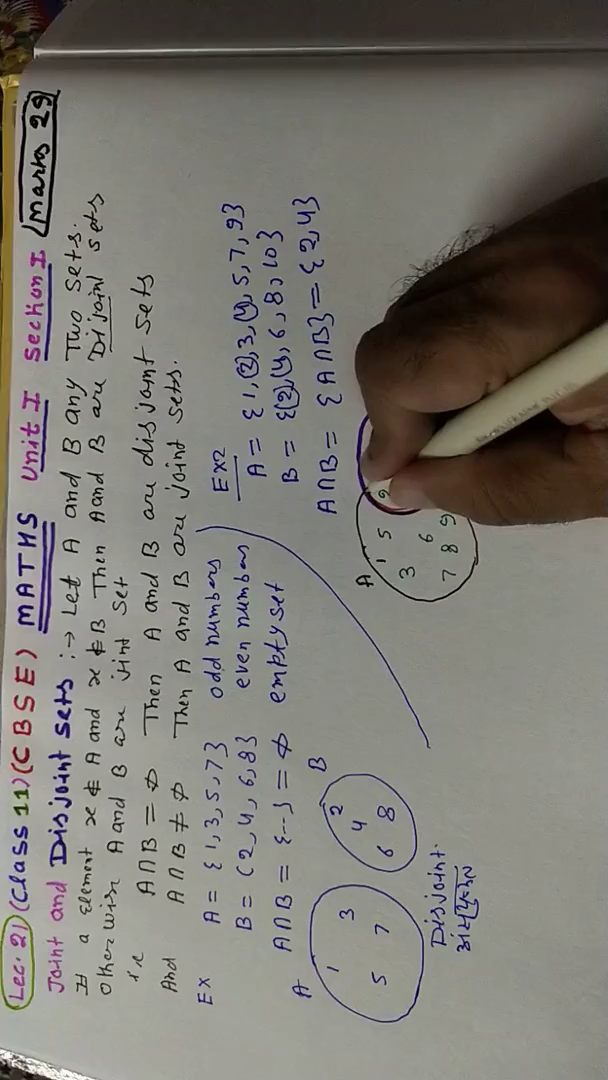 Lec. 21) (Class 11) (CBSE) MATHS Unit I Section I Marks 29
Joint and Disjoint Sets :→ Let A and B any Two sets.
If a Element x ∉ A and x ∉ B Then A and B are Disjoint sets
otherwise A and B are Jint Set
i.e A∩B = ϕ Then A and B are disjoint sets
And A∩B ≠ ϕ Then A and B are joint sets.
Ex A = {1,3,5,7} odd numbers
B = {2,4,6,8} even numbers
A∩B = {--} = ϕ empty set
A B
1 3 5 7
2 4 6 8
Disjoint.
Ex2
A = {1,2,3,4,5,7,9}
B = {2,4,6,8,10}
A∩B = {A∩B} = {2,4}
A
1 5
3 6
7 8 9